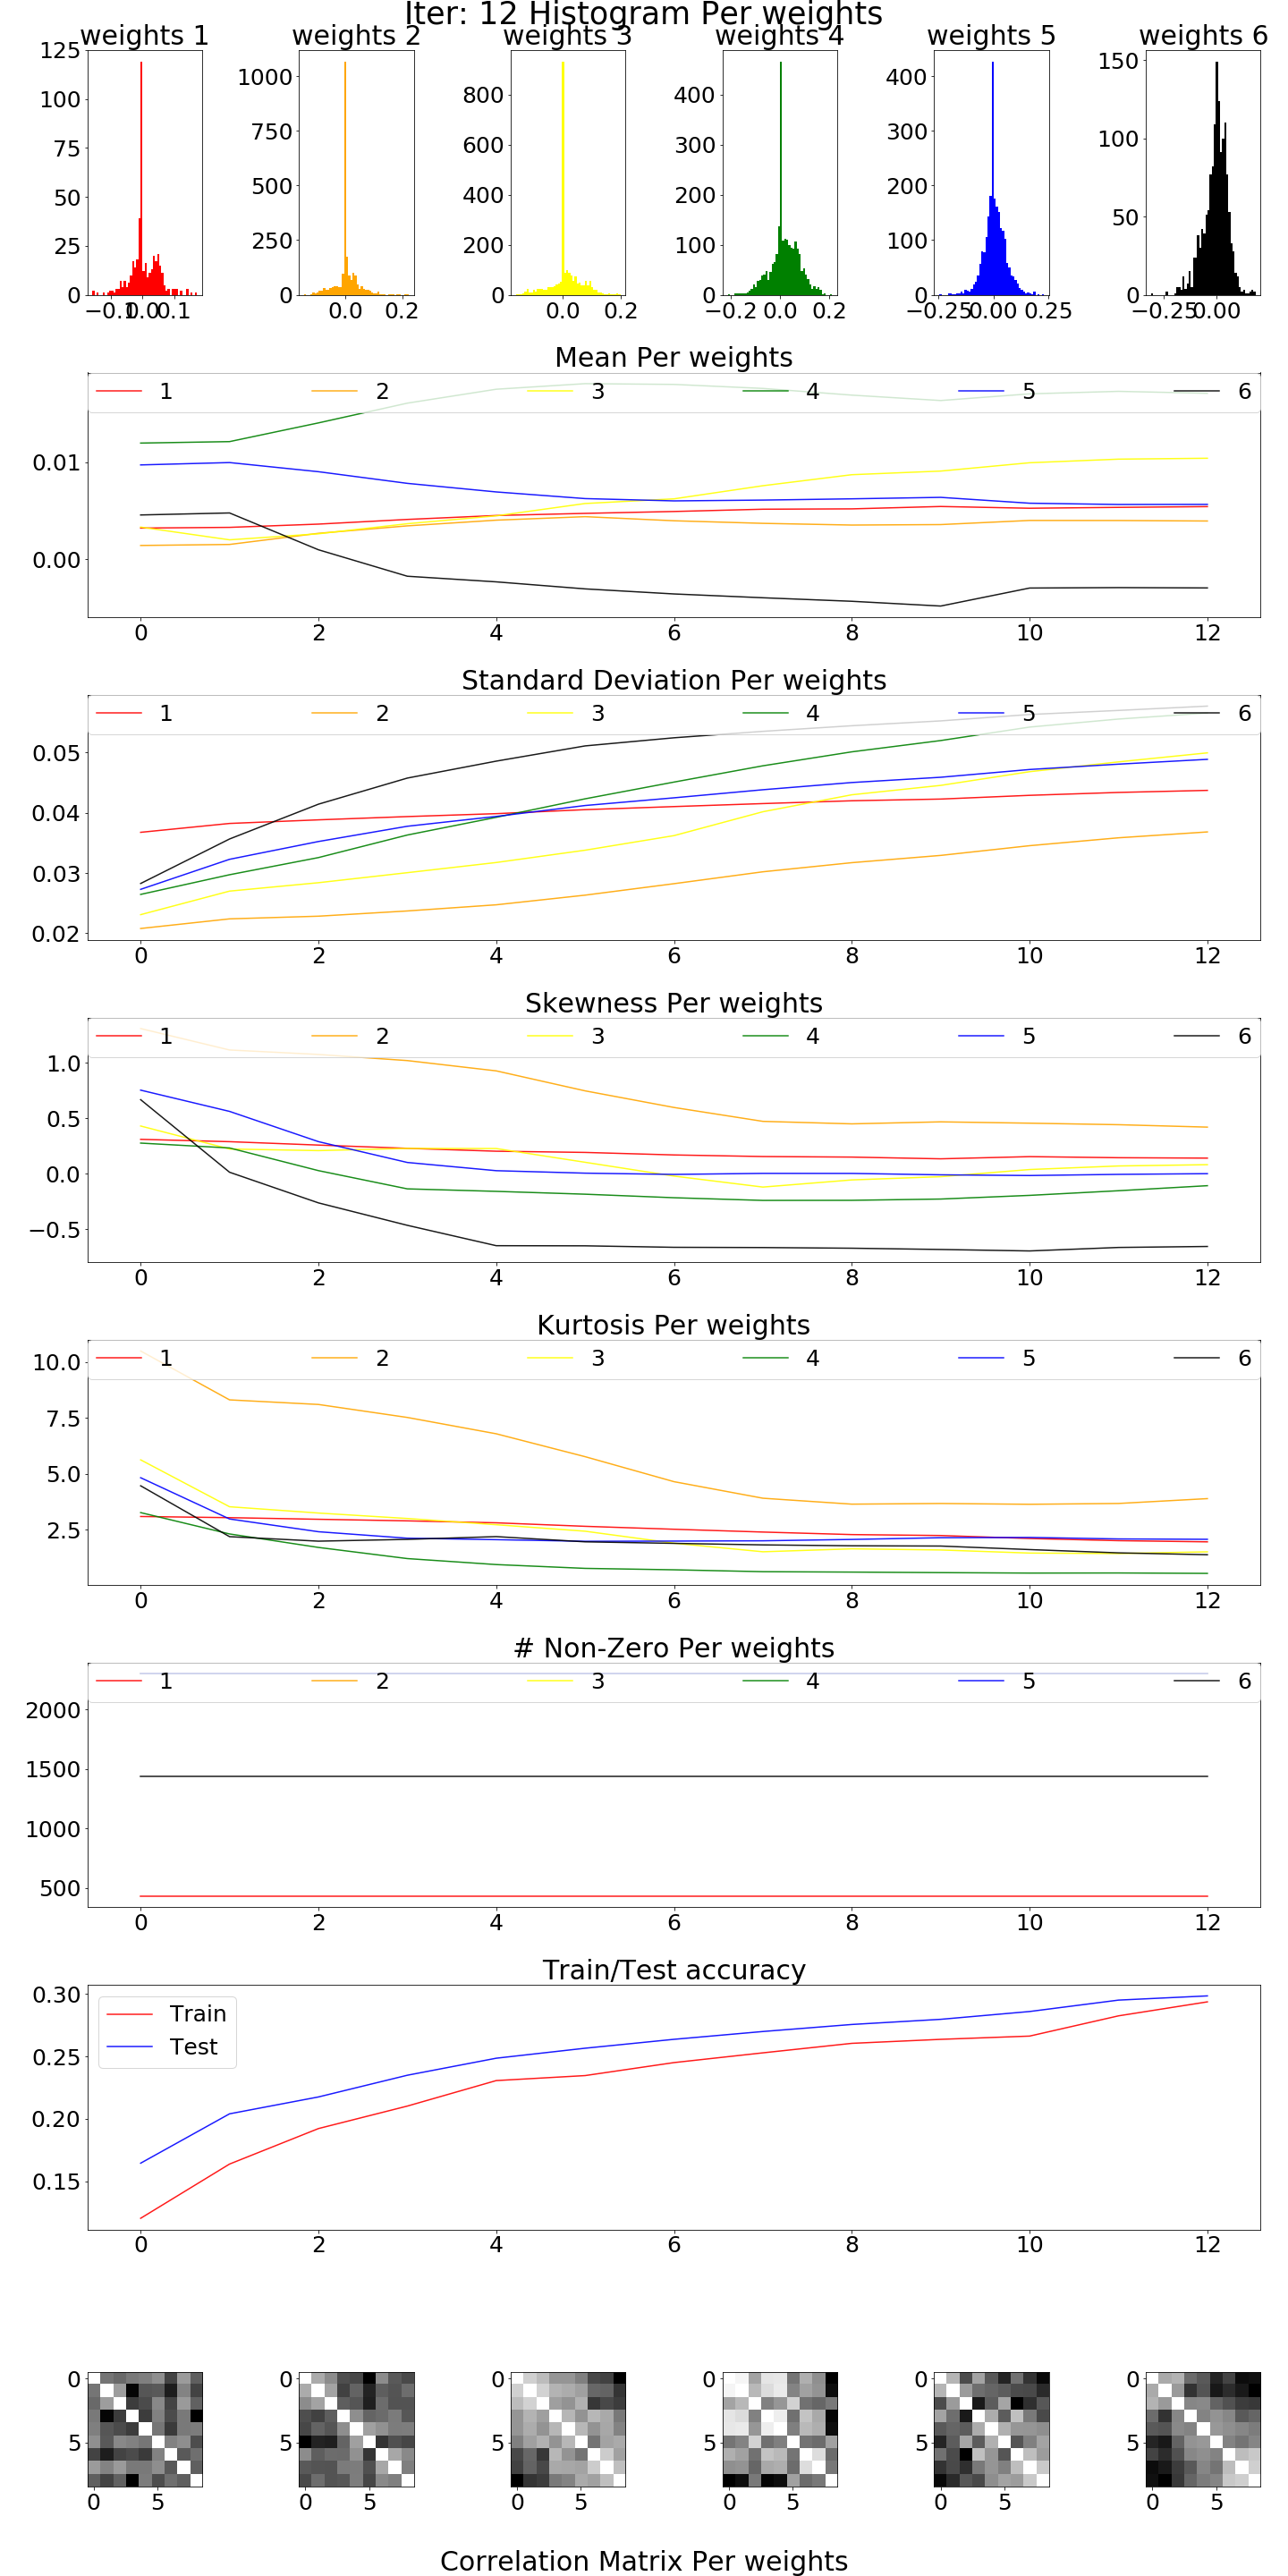 Iter: 12 Histogram Per weights
weights 1 weights 2 weights 3 weights 4 weights 5 weights 6
125
100
75
50
25
0
1000
750
500
250
0
800
600
400
200
0
400
300
200
100
0
400
300
200
100
0
150
100
50
0
−0.1 0.0 0.1
0.0 0.2
0.0 0.2
−0.2 0.0 0.2
−0.25 0.00 0.25
−0.25 0.00
Mean Per weights
1 2 3 4 5 6
0.01
0.00
0 2 4 6 8 10 12
Standard Deviation Per weights
1 2 3 4 5 6
0.05
0.04
0.03
0.02
0 2 4 6 8 10 12
Skewness Per weights
1 2 3 4 5 6
1.0
0.5
0.0
−0.5
0 2 4 6 8 10 12
Kurtosis Per weights
1 2 3 4 5 6
10.0
7.5
5.0
2.5
0 2 4 6 8 10 12
# Non-Zero Per weights
1 2 3 4 5 6
2000
1500
1000
500
0 2 4 6 8 10 12
Train/Test accuracy
Train
Test
0.30
0.25
0.20
0.15
0 2 4 6 8 10 12
0 0 0 0 0 0
5 5 5 5 5 5
0 5 0 5 0 5 0 5 0 5 0 5
Correlation Matrix Per weights